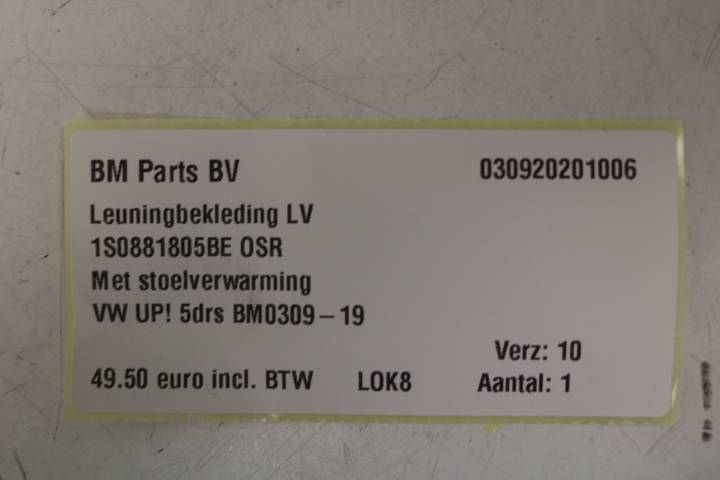 BM Parts BV 030920201006
Leuningbekleding LV
1S0881805BE OSR
Met stoelverwarming
VW UP! 5drs BM0309-19
Verz: 10
49.50 euro incl. BTW LOK8 Aantal: 1